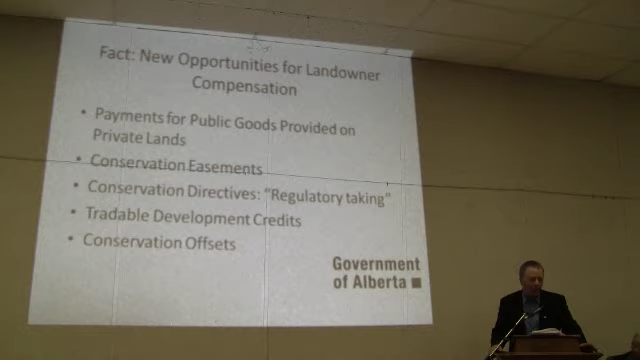 Fact: New Opportunities for Landowner
Compensation
• Payments for Public Goods Provided on
Private Lands
• Conservation Easements
• Conservation Directives: "Regulatory taking"
• Tradable Development Credits
• Conservation Offsets
Government
of Alberta